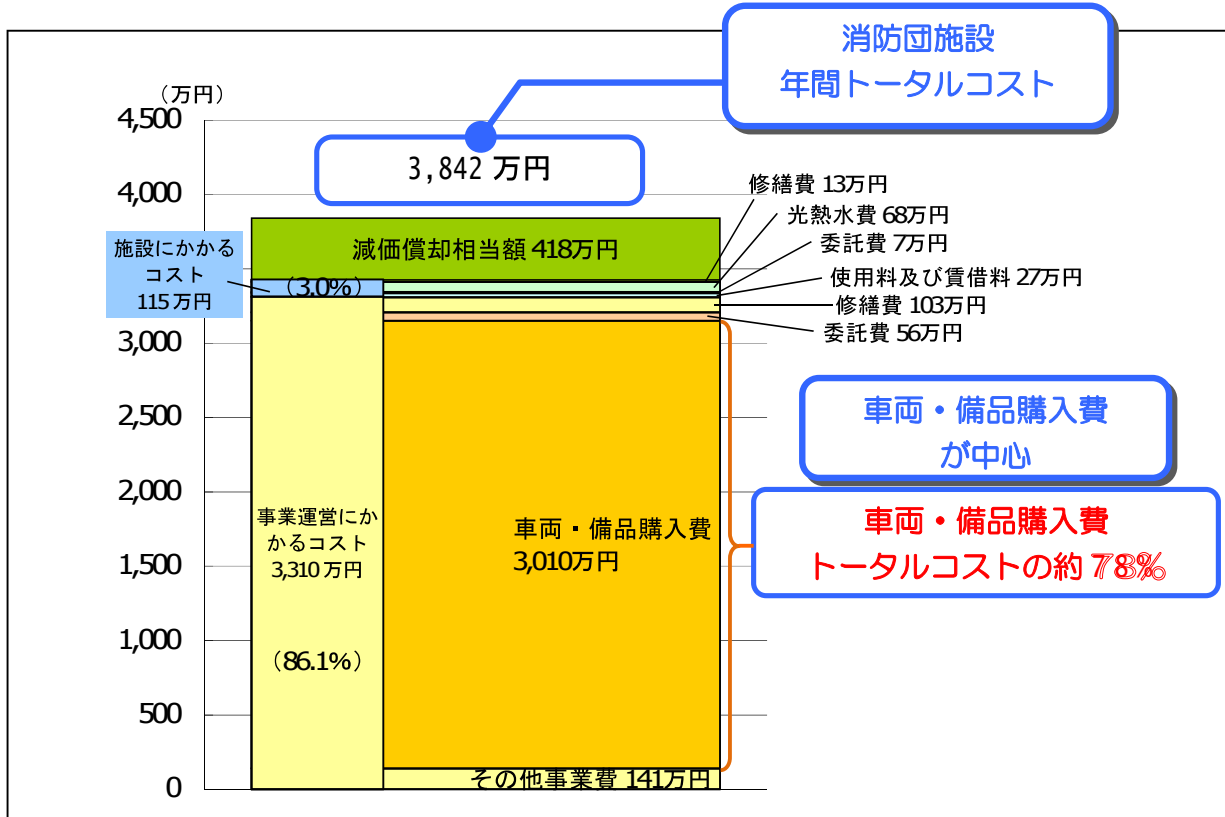 消防団施設
年間トータルコスト
（万円）
4,500
4,000
3,000
2,500
2,000
1,500
1,000
500
0
3,842 万円
減価償却相当額 418万円
施設にかかる
コスト
115 万円
（3.0%）
修繕費 13万円
光熱水費 68万円
委託費 7万円
使用料及び賃借料 27万円
修繕費 103万円
委託費 56万円
事業運営にか
かるコスト
3,310 万円
（86.1%）
車両・備品購入費
3,010万円
その他事業費 141万円
車両・備品購入費
が中心
車両・備品購入費
トータルコストの約 78%